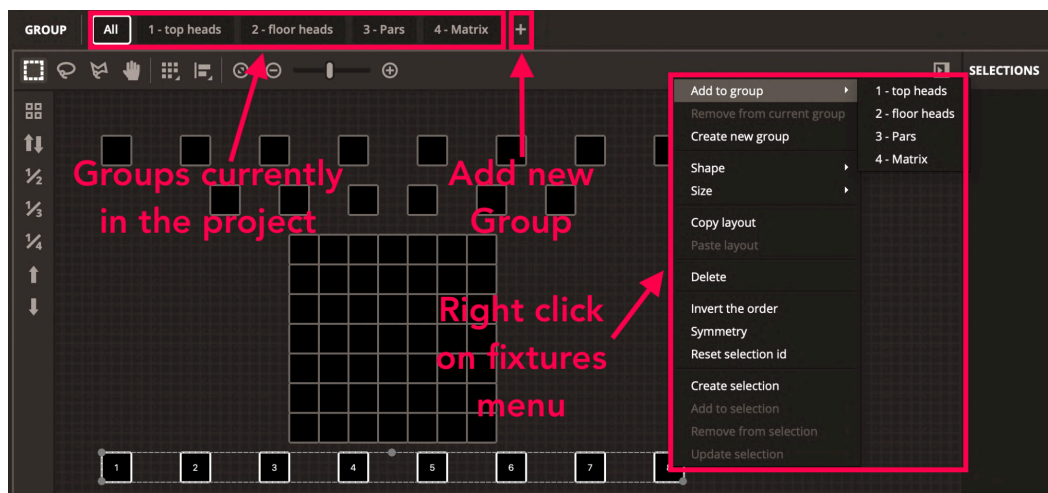 GROUP All 1 - top heads 2 - floor heads 3 - Pars 4 - Matrix +
SELECTIONS
1/2
1/3
1/4
Groups currently
in the project
Add new
Group
Right click
on fixtures
menu
Add to group
Remove from current group
Create new group
Shape
Size
Copy layout
Paste layout
Delete
Invert the order
Symmetry
Reset selection id
Create selection
Add to selection
Remove from selection
Update selection
1 - top heads
2 - floor heads
3 - Pars
4 - Matrix
1 2 3 4 5 6 7 8